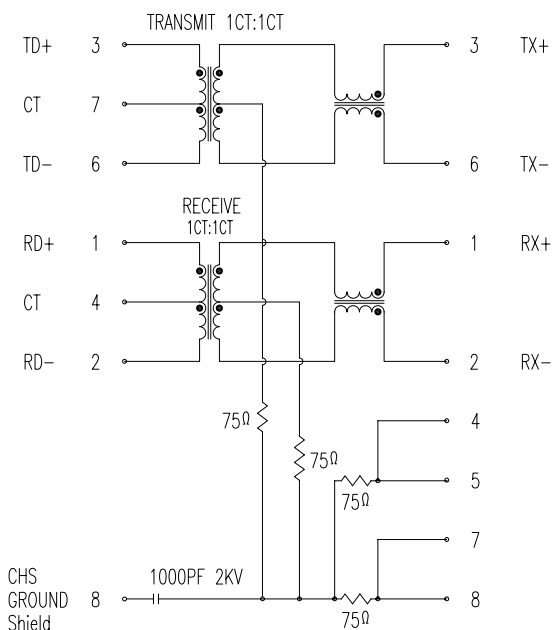 TRANSMIT 1CT:1CT
TD+ 3 3 TX+
CT 7
TD- 6 6 TX-
RECEIVE
1CT:1CT
RD+ 1 1 RX+
CT 4
RD- 2 2 RX-
75Ω
4
75Ω
5
75Ω
7
CHS
GROUND 8
Shield
1000PF 2KV
8
75Ω